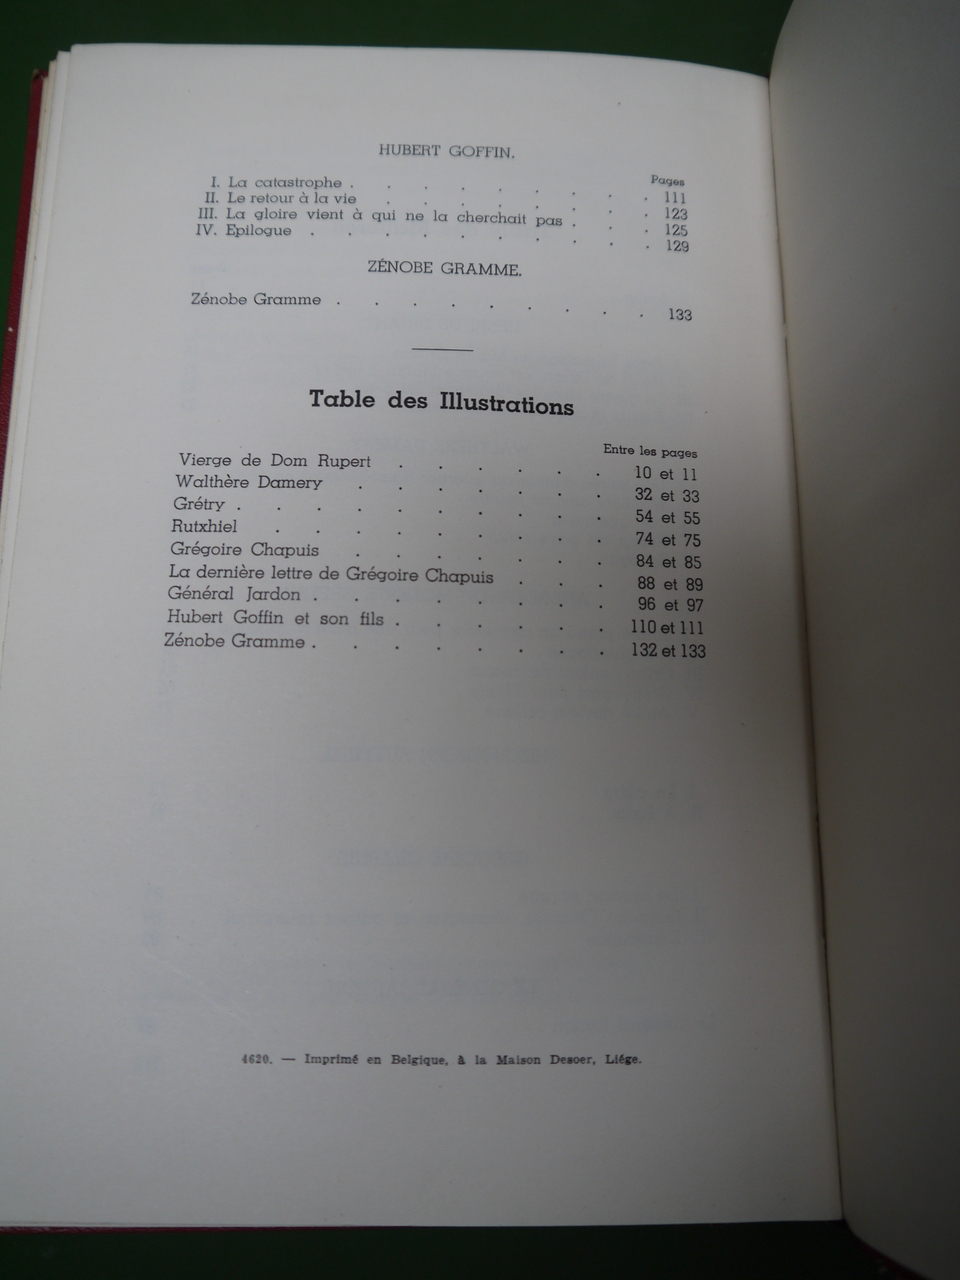 HUBERT GOFFIN.
Pages
I. La catastrophe . . . . . . . . . 111
II. Le retour à la vie . . . . . . . . 123
III. La gloire vient à qui ne la cherchait pas . . . 125
IV. Epilogue . . . . . . . . . . 129
ZÉNOBE GRAMME.
Zénobe Gramme . . . . . . . . . 133
Table des Illustrations
Entre les pages
Vierge de Dom Rupert . . . . . . 10 et 11
Walthère Damery . . . . . . . 32 et 33
Grétry . . . . . . . . . . 54 et 55
Rutxhiel . . . . . . . . . 74 et 75
Grégoire Chapuis . . . . . . . 84 et 85
La dernière lettre de Grégoire Chapuis . . . 88 et 89
Général Jardon . . . . . . . . 96 et 97
Hubert Goffin et son fils . . . . . . 110 et 111
Zénobe Gramme . . . . . . . . 132 et 133
4620. — Imprimé en Belgique, à la Maison Desoer, Liége.